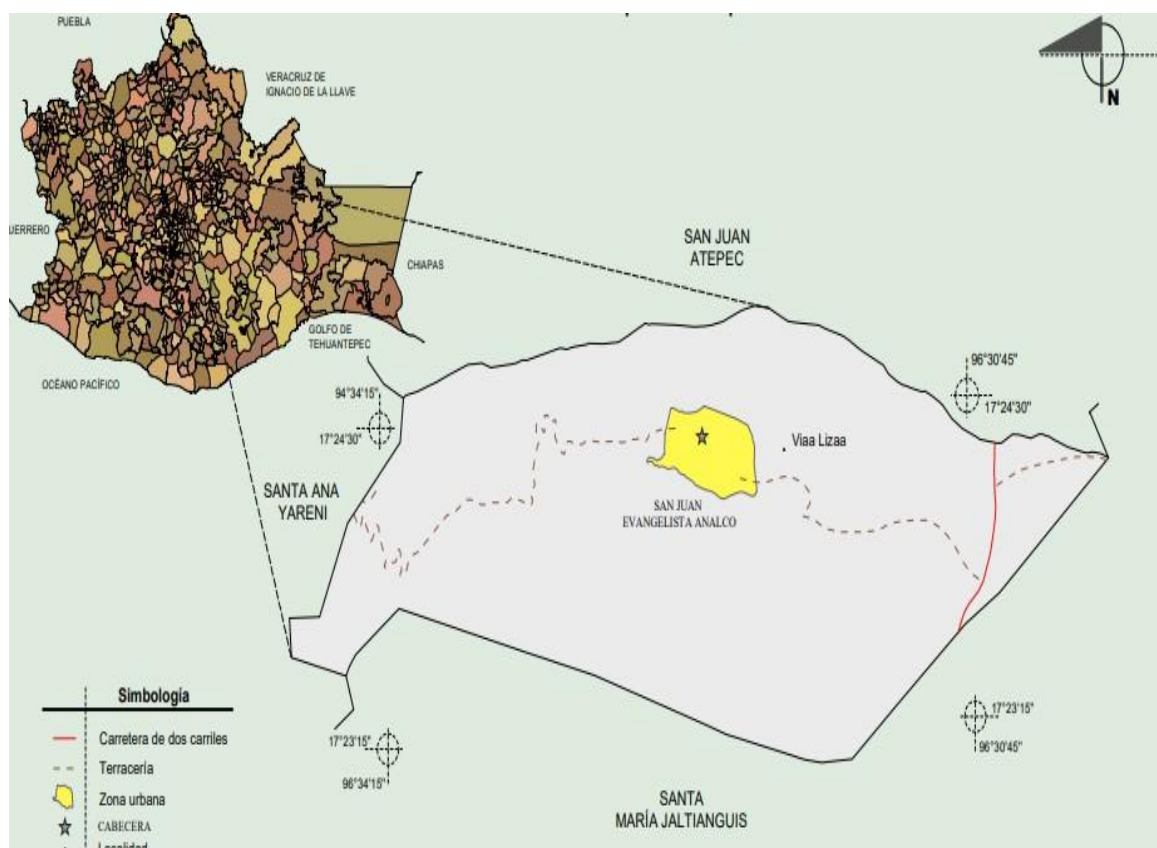 PUEBLA
VERACRUZ DE
IGNACIO DE LA LLAVE
N
UERRERO
CHIAPAS
SAN JUAN
ATEPEC
GOLFO DE
TEHUANTEPEC
OCÉANO PACÍFICO
94°34'15"
17°24'30"
96°30'45"
17°24'30"
Viaa Lizaa
SANTA ANA
YARENI
SAN JUAN
EVANGELISTA ANALCO
17°23'15"
96°30'45"
17°23'15"
96°34'15"
SANTA
MARÍA JALTIANGUIS
Simbología
Carretera de dos carriles
Terracería
Zona urbana
CABECERA
Localidad